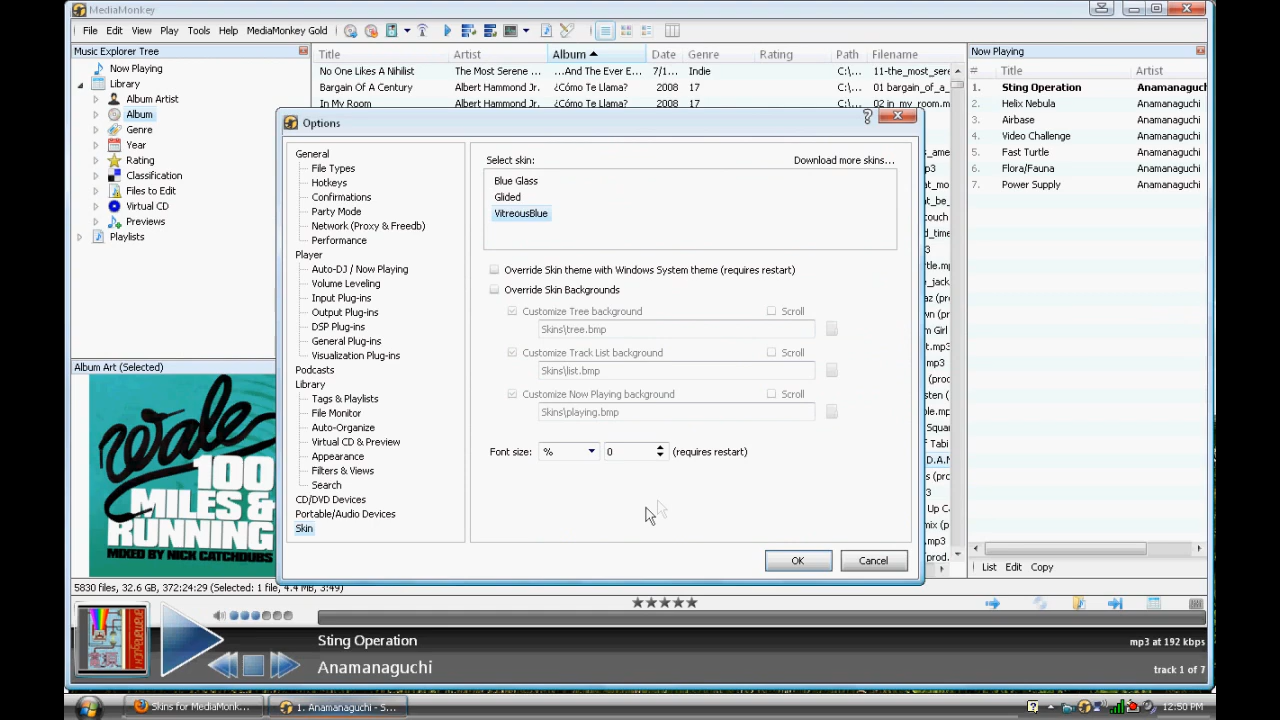 MediaMonkey
File Edit View Play Tools Help MediaMonkey Gold
Music Explorer Tree
Now Playing
Library
Album Artist
Album
Genre
Year
Rating
Classification
Files to Edit
Virtual CD
Previews
Playlists
Title Artist Album Date Genre Rating Path Filename
No One Likes A Nihilist The Most Serene ... ...And The Ever E... 7/1... Indie C:\... 11-the_most_sere
Bargain Of A Century Albert Hammond Jr. ¿Cómo Te Llama? 2008 17 C:\... 01 bargain_of_a_
In My Room Albert Hammond Jr. ¿Cómo Te Llama? 2008 17 C:\... 02 in_my_room.m
Now Playing
# Title Artist
1. Sting Operation Anamanaguch
2. Helix Nebula Anamanaguchi
3. Airbase Anamanaguchi
4. Video Challenge Anamanaguchi
5. Fast Turtle Anamanaguchi
6. Flora/Fauna Anamanaguchi
7. Power Supply Anamanaguchi
Options
General
File Types
Hotkeys
Confirmations
Party Mode
Network (Proxy & Freedb)
Performance
Player
Auto-DJ / Now Playing
Volume Leveling
Input Plug-ins
Output Plug-ins
DSP Plug-ins
General Plug-ins
Visualization Plug-ins
Podcasts
Library
Tags & Playlists
File Monitor
Auto-Organize
Virtual CD & Preview
Appearance
Filters & Views
Search
CD/DVD Devices
Portable/Audio Devices
Skin
Select skin: Download more skins...
Blue Glass
Glided
VitreousBlue
Override Skin theme with Windows System theme (requires restart)
Override Skin Backgrounds
Customize Tree background Scroll
Skins\tree.bmp
Customize Track List background Scroll
Skins\list.bmp
Customize Now Playing background Scroll
Skins\playing.bmp
Font size: % 0 (requires restart)
OK Cancel
Album Art (Selected)
Wale
100
MILES &
RUNNING
MIXED BY NICK CATCHDUBS
List Edit Copy
5830 files, 32.6 GB, 372:24:29 (Selected: 1 file, 4.4 MB, 3:49)
Sting Operation
Anamanaguchi
mp3 at 192 kbps
track 1 of 7
Skins for MediaMonk... 1. Anamanaguchi - S... 12:50 PM